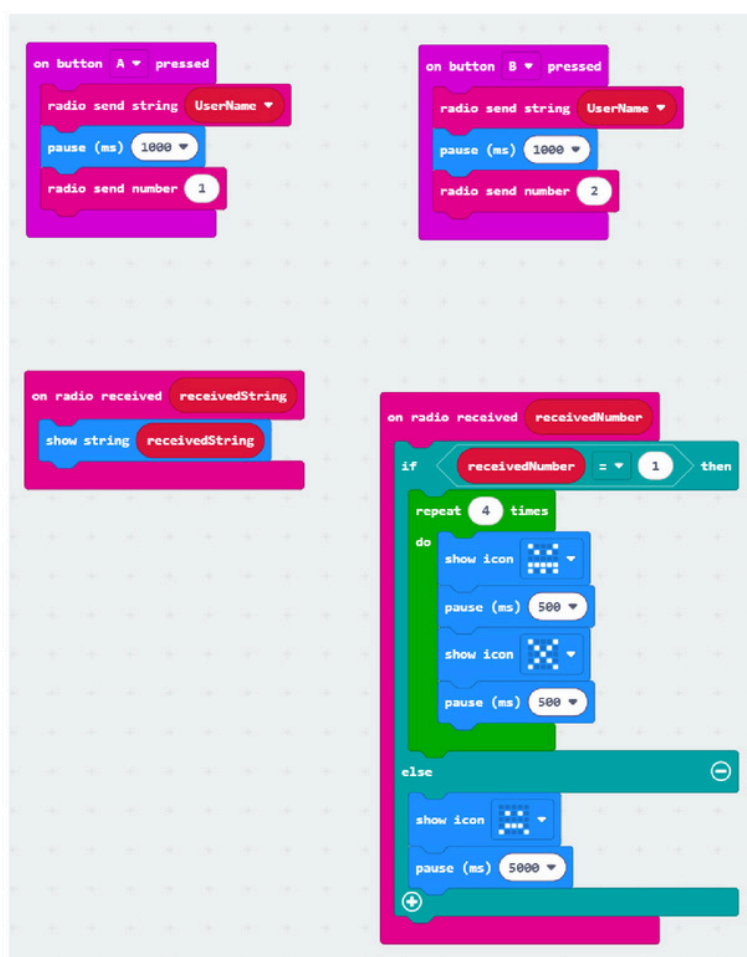 on button A pressed
radio send string UserName
pause (ms) 1000
radio send number 1
on button B pressed
radio send string UserName
pause (ms) 1000
radio send number 2
on radio received receivedString
show string receivedString
on radio received receivedNumber
if receivedNumber = 1 then
repeat 4 times
do
show icon
pause (ms) 500
show icon
pause (ms) 500
else
show icon
pause (ms) 5000